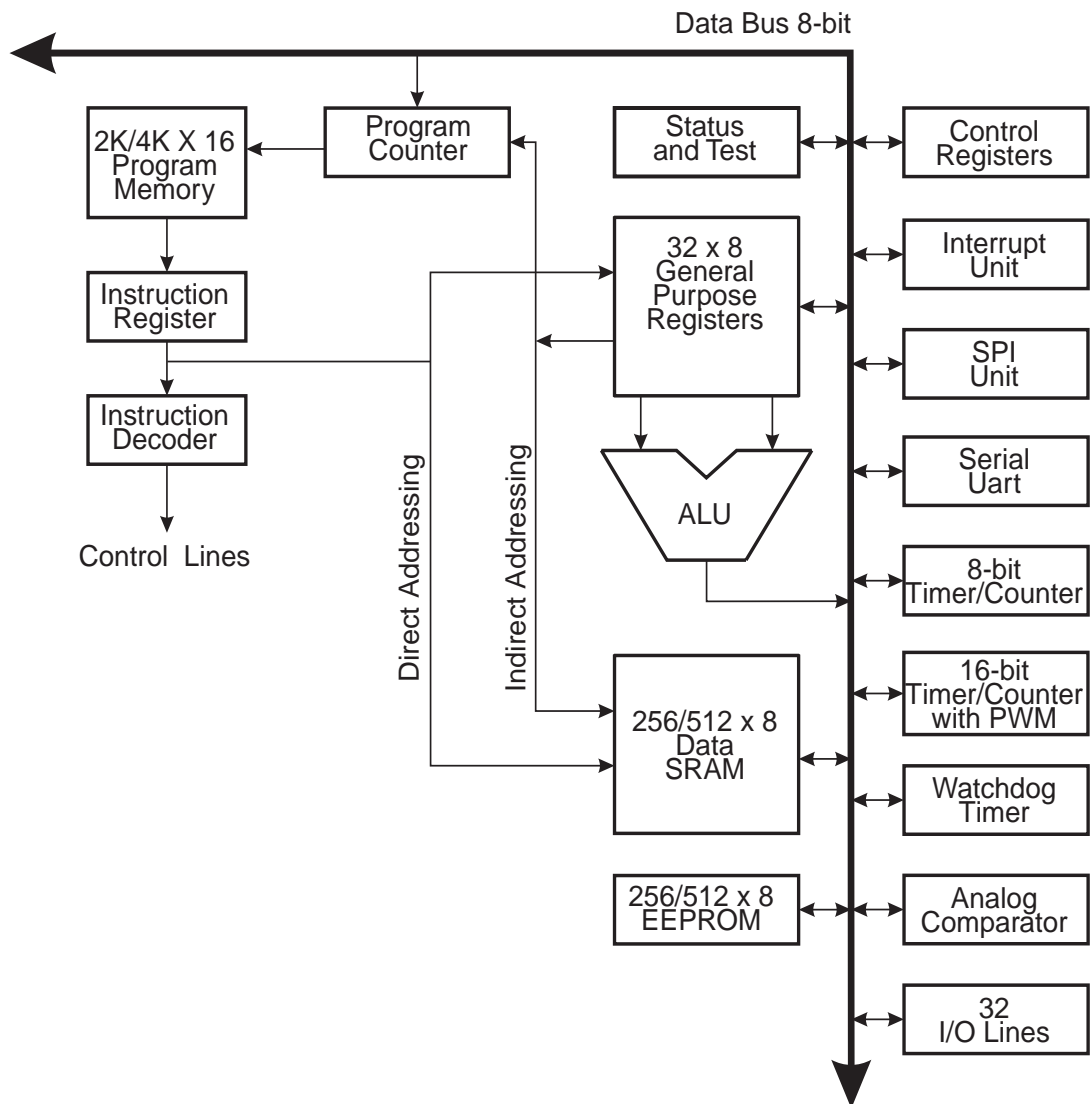 Data Bus 8-bit
2K/4K X 16
Program
Memory
Program
Counter
Status
and Test
Control
Registers
32 x 8
General
Purpose
Registers
Interrupt
Unit
Instruction
Register
SPI
Unit
Instruction
Decoder
Serial
Uart
ALU
Control Lines
Direct Addressing
Indirect Addressing
8-bit
Timer/Counter
16-bit
Timer/Counter
with PWM
256/512 x 8
Data
SRAM
Watchdog
Timer
256/512 x 8
EEPROM
Analog
Comparator
32
I/O Lines